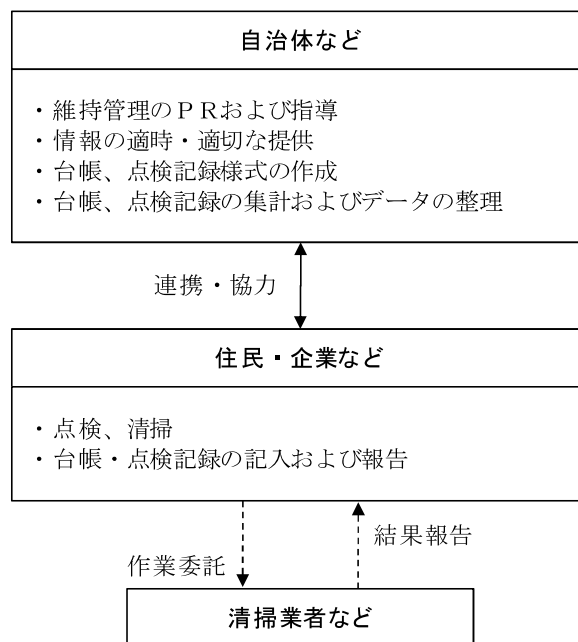 自治体など
・維持管理のＰＲおよび指導
・情報の適時・適切な提供
・台帳、点検記録様式の作成
・台帳、点検記録の集計およびデータの整理
連携・協力
住民・企業など
・点検、清掃
・台帳・点検記録の記入および報告
結果報告
作業委託
清掃業者など